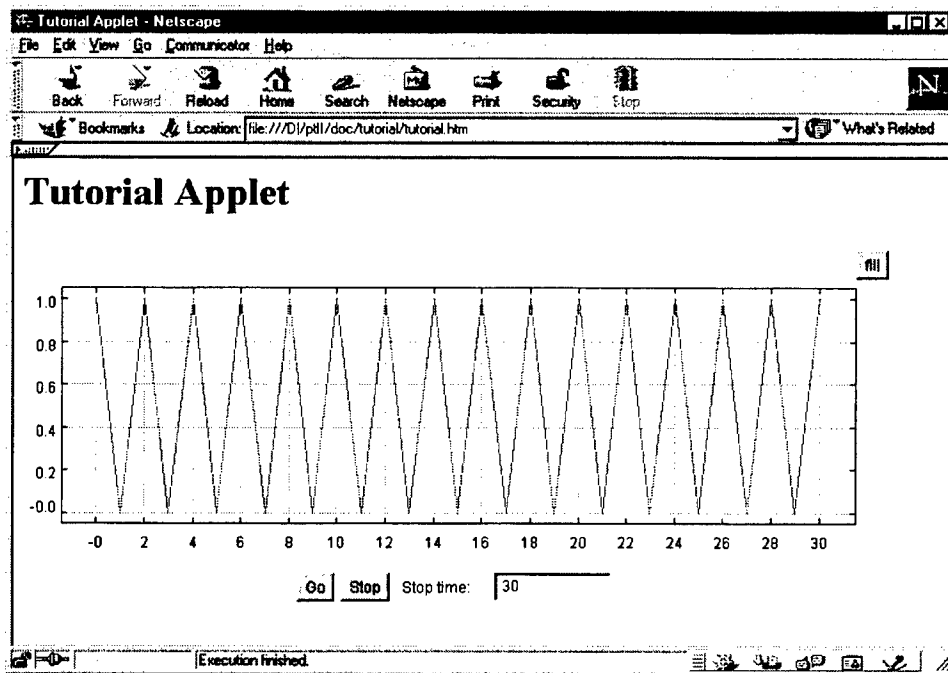 Tutorial Applet - Netscape
File Edit View Go Communicator Help
Back Forward Reload Home Search Netscape Print Security Stop
N
Bookmarks Location: file:///D|/ptII/doc/tutorial/tutorial.htm What's Related
Tutorial Applet
fill
1.0
0.8
0.6
0.4
0.2
-0.0
-0 2 4 6 8 10 12 14 16 18 20 22 24 26 28 30
Go Stop Stop time: 30
Execution finished.